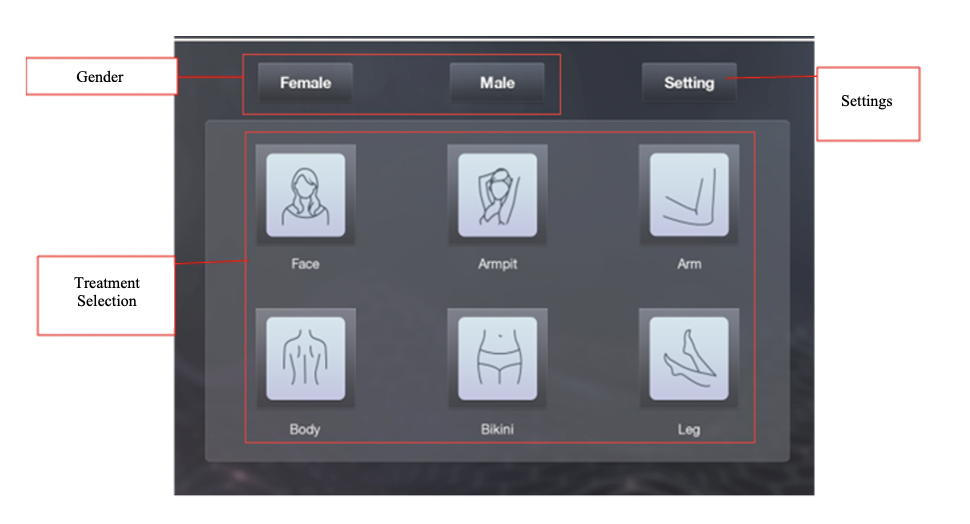 Gender
Female
Male
Setting
Settings
Face
Armpit
Arm
Treatment
Selection
Body
Bikini
Leg